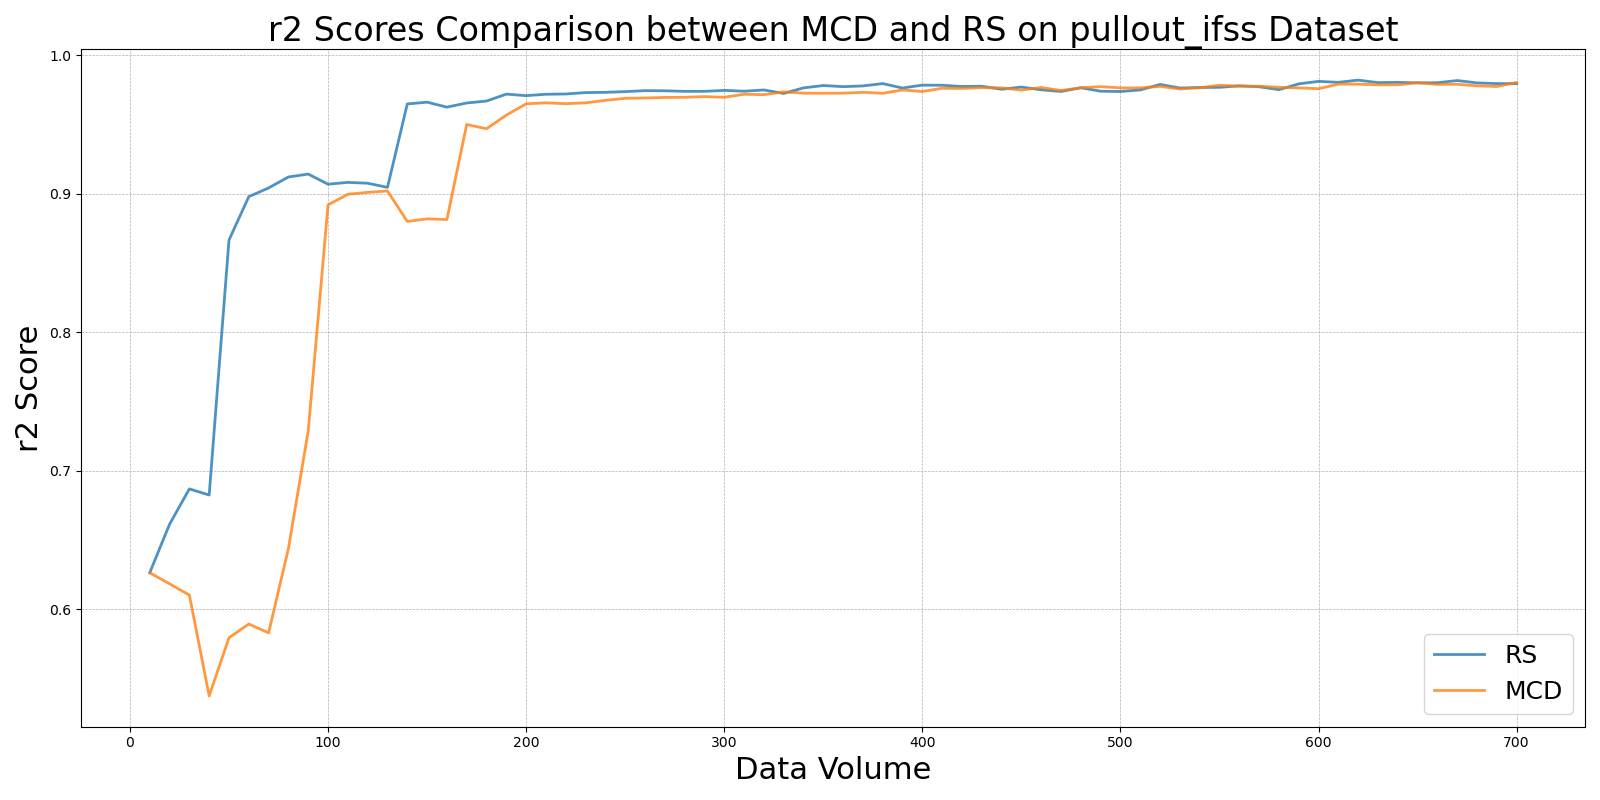 r2 Scores Comparison between MCD and RS on pullout_ifss Dataset
1.0
0.9
0.8
0.7
0.6
r2 Score
0
100
200
300
400
500
600
700
Data Volume
RS
MCD